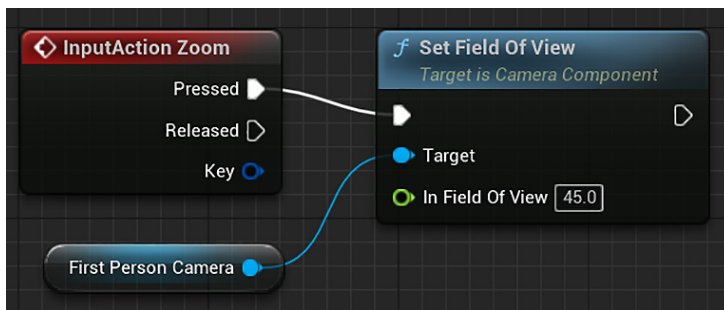 InputAction Zoom
Pressed
Released
Key
First Person Camera
f Set Field Of View
Target is Camera Component
Target
In Field Of View 45.0